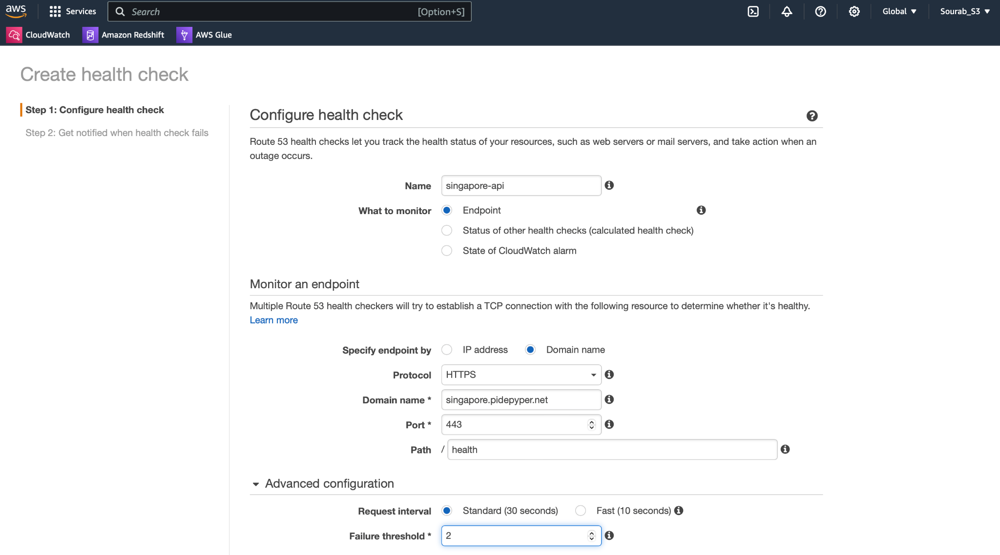 aws
Services
Search
[Option+S]
Global
Sourab_S3
CloudWatch
Amazon Redshift
AWS Glue
Create health check
Step 1: Configure health check
Step 2: Get notified when health check fails
Configure health check
Route 53 health checks let you track the health status of your resources, such as web servers or mail servers, and take action when an
outage occurs.
Name singapore-api
What to monitor Endpoint
Status of other health checks (calculated health check)
State of CloudWatch alarm
Monitor an endpoint
Multiple Route 53 health checkers will try to establish a TCP connection with the following resource to determine whether it's healthy.
Learn more
Specify endpoint by IP address Domain name
Protocol HTTPS
Domain name * singapore.pidepyper.net
Port * 443
Path / health
Advanced configuration
Request interval Standard (30 seconds) Fast (10 seconds)
Failure threshold * 2